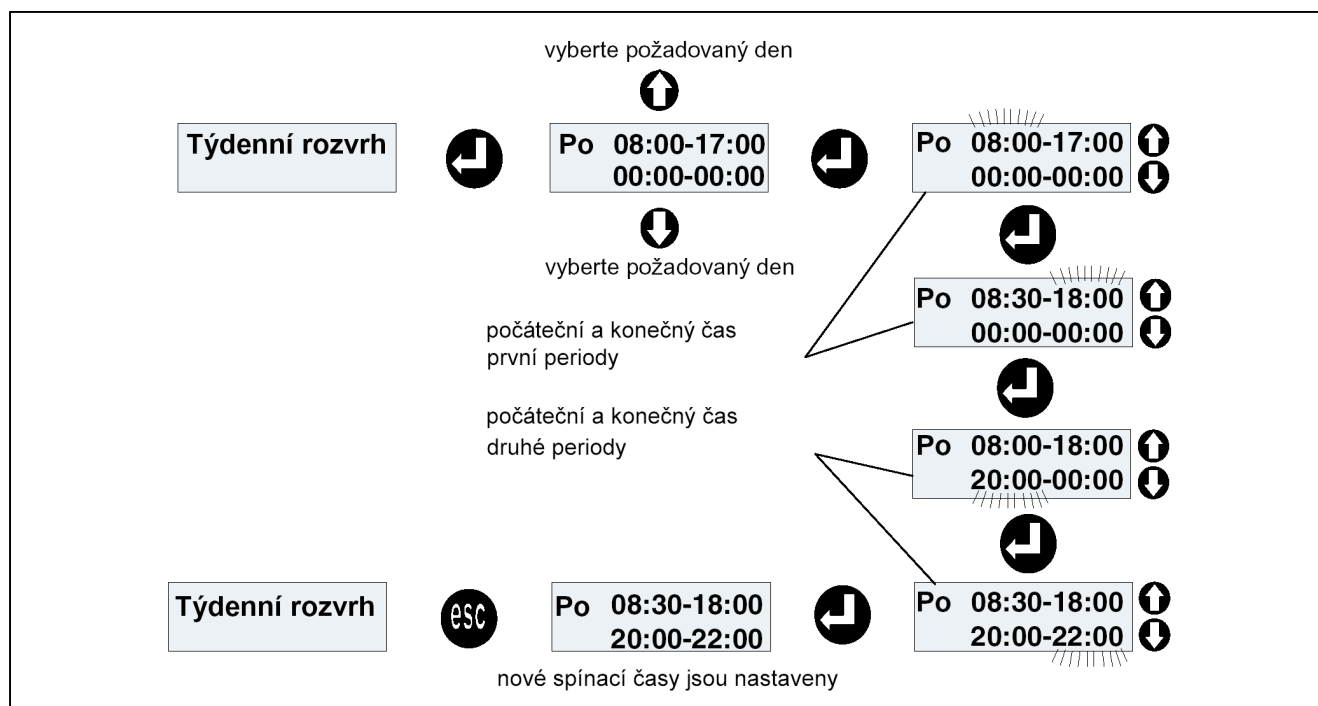 vyberte požadovaný den
Týdenní rozvrh
Po 08:00-17:00
00:00-00:00
Po 08:00-17:00
00:00-00:00
vyberte požadovaný den
Po 08:30-18:00
00:00-00:00
počáteční a konečný čas
první periody
počáteční a konečný čas
druhé periody
Po 08:00-18:00
20:00-00:00
Týdenní rozvrh
esc
Po 08:30-18:00
20:00-22:00
Po 08:30-18:00
20:00-22:00
nové spínací časy jsou nastaveny